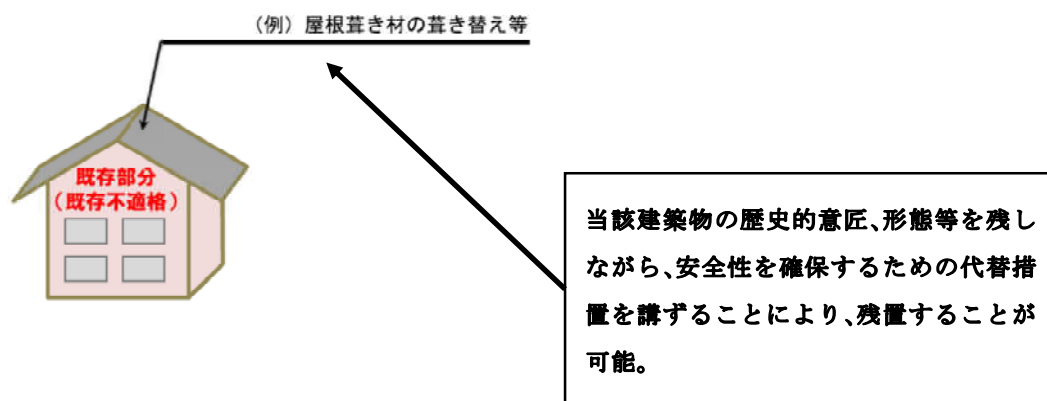 （例）屋根葺き材の葺き替え等
既存部分
（既存不適格）
当該建築物の歴史的意匠、形態等を残し
ながら、安全性を確保するための代替措
置を講ずることにより、残置することが
可能。